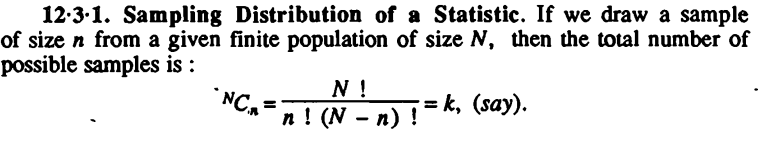 12·3·1. Sampling Distribution of a Statistic. If we draw a sample
of size n from a given finite population of size N, then the total number of
possible samples is :
ᴺCₙ = N ! / n ! (N – n) ! = k, (say).